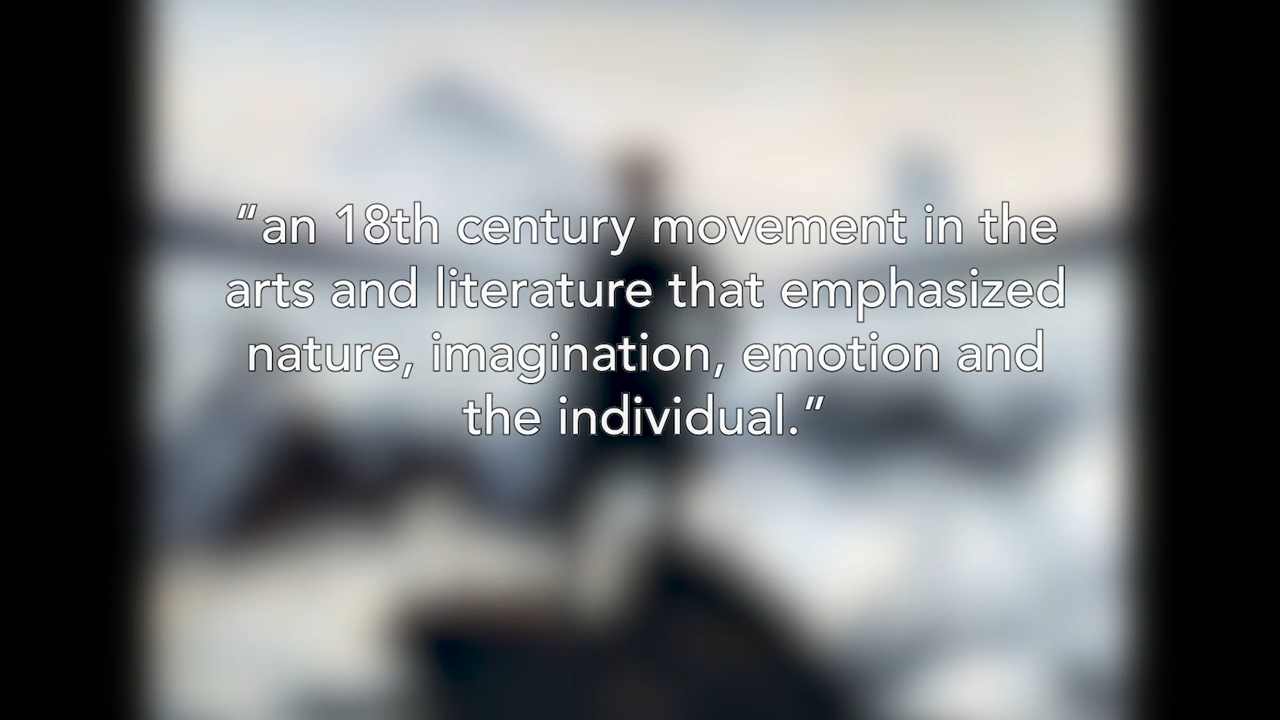 “an 18th century movement in the
arts and literature that emphasized
nature, imagination, emotion and
the individual.”